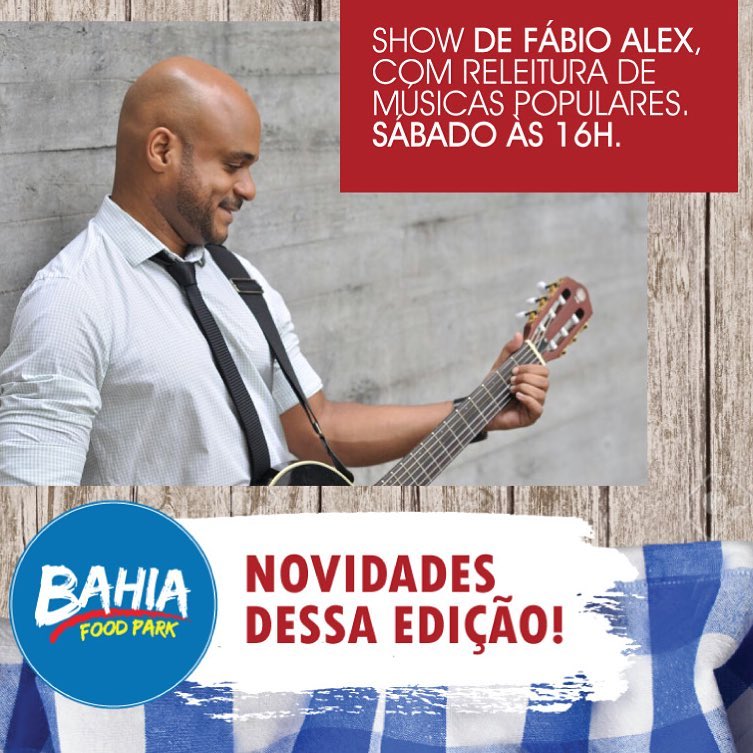 SHOW DE FÁBIO ALEX,
COM RELEITURA DE
MÚSICAS POPULARES.
SÁBADO ÀS 16H.
BAHIA
FOOD PARK
NOVIDADES
DESSA EDIÇÃO!